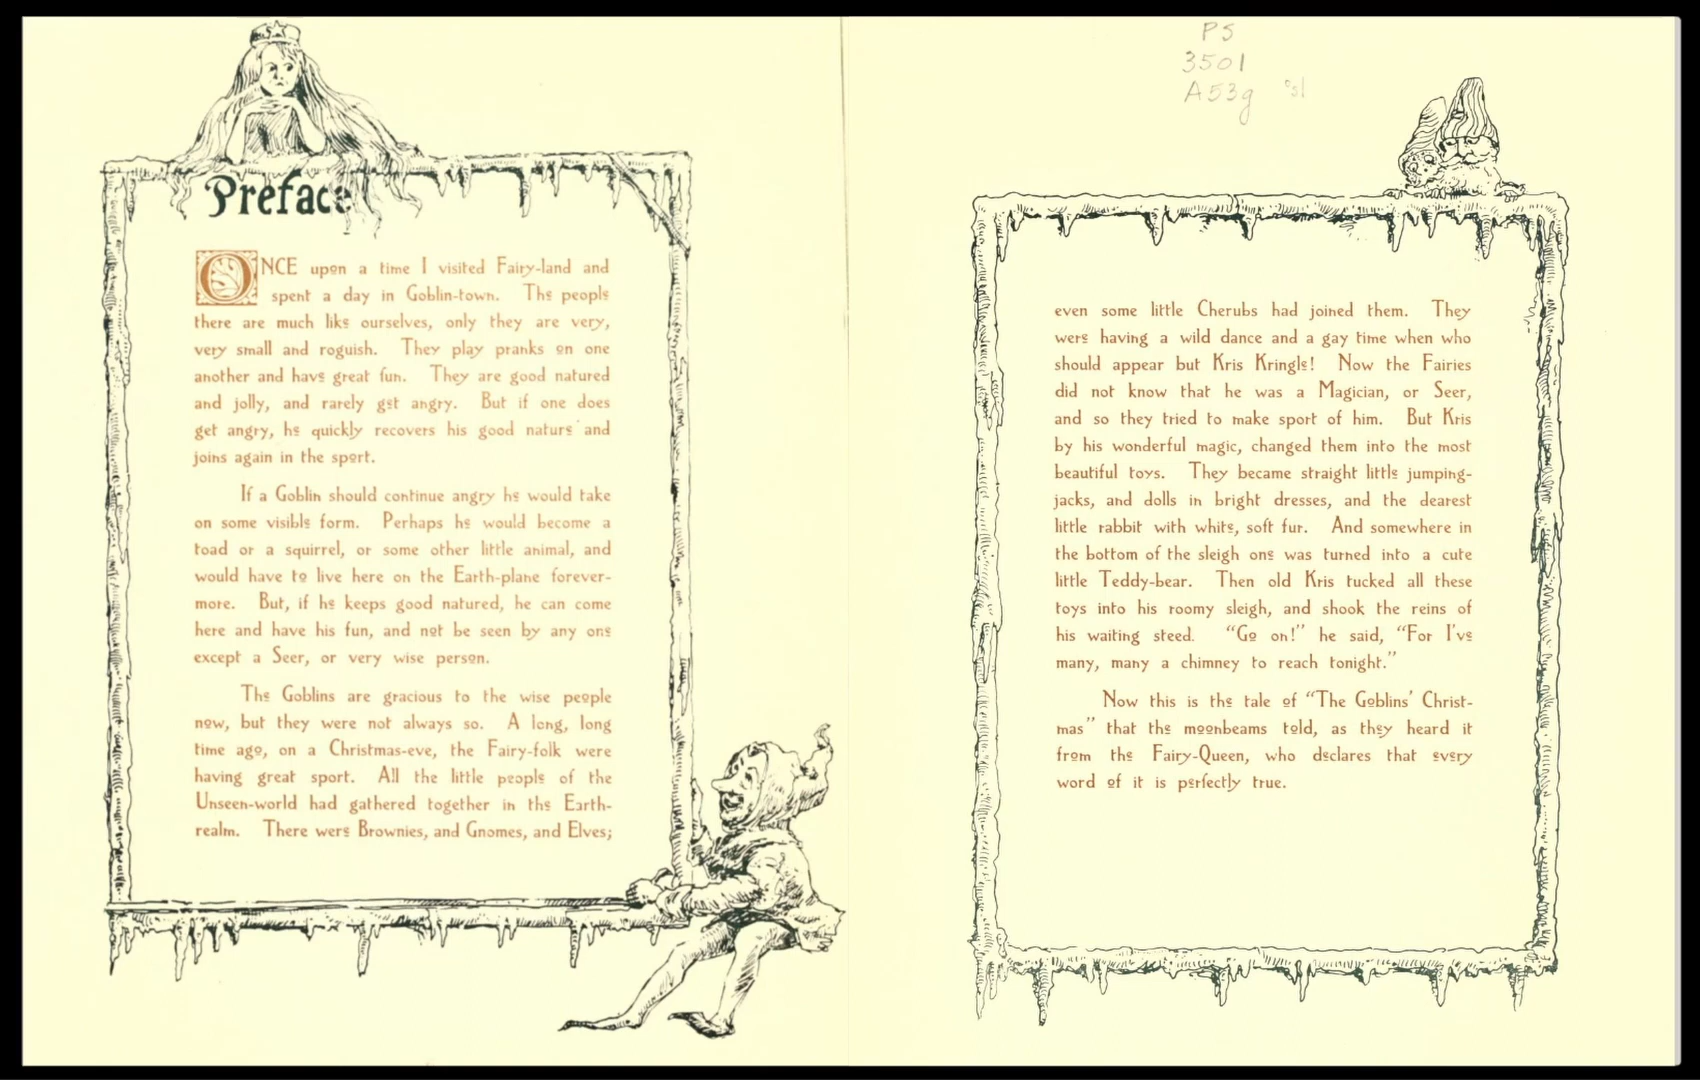 Preface
ONCE upon a time I visited Fairy-land and
spent a day in Goblin-town. The people
there are much like ourselves, only they are very,
very small and roguish. They play pranks on one
another and have great fun. They are good natured
and jolly, and rarely get angry. But if one does
get angry, he quickly recovers his good nature and
joins again in the sport.
If a Goblin should continue angry he would take
on some visible form. Perhaps he would become a
toad or a squirrel, or some other little animal, and
would have to live here on the Earth-plane forever-
more. But, if he keeps good natured, he can come
here and have his fun, and not be seen by any one
except a Seer, or very wise person.
The Goblins are gracious to the wise people
now, but they were not always so. A long, long
time ago, on a Christmas-eve, the Fairy-folk were
having great sport. All the little people of the
Unseen-world had gathered together in the Earth-
realm. There were Brownies, and Gnomes, and Elves;
PS
3501
A53g
even some little Cherubs had joined them. They
were having a wild dance and a gay time when who
should appear but Kris Kringle! Now the Fairies
did not know that he was a Magician, or Seer,
and so they tried to make sport of him. But Kris
by his wonderful magic, changed them into the most
beautiful toys. They became straight little jumping-
jacks, and dolls in bright dresses, and the dearest
little rabbit with white, soft fur. And somewhere in
the bottom of the sleigh one was turned into a cute
little Teddy-bear. Then old Kris tucked all these
toys into his roomy sleigh, and shook the reins of
his waiting steed. "Go on!" he said, "For I've
many, many a chimney to reach tonight."
Now this is the tale of "The Goblins' Christ-
mas" that the moonbeams told, as they heard it
from the Fairy-Queen, who declares that every
word of it is perfectly true.